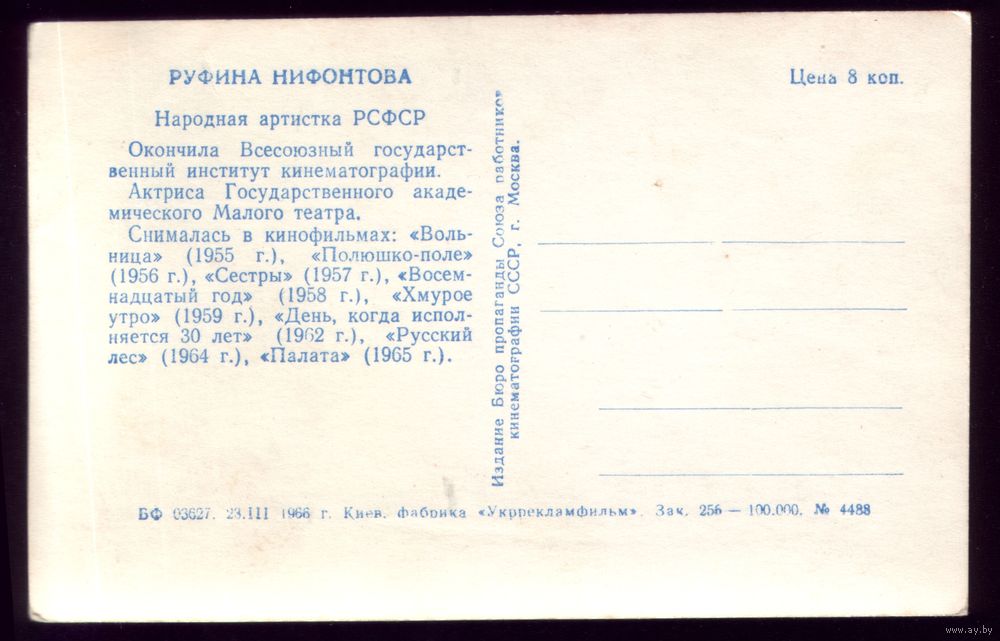 РУФИНА НИФОНТОВА
Народная артистка РСФСР
Окончила Всесоюзный государст-
венный институт кинематографии.
Актриса Государственного акаде-
мического Малого театра.
Снималась в кинофильмах: «Воль-
ница» (1955 г.), «Полюшко-поле»
(1956 г.), «Сестры» (1957 г.), «Восем-
надцатый год» (1958 г.), «Хмурое
утро» (1959 г.), «День, когда испол-
няется 30 лет» (1962 г.), «Русский
лес» (1964 г.), «Палата» (1965 г.).
Издание Бюро пропаганды Союза работников
кинематографии СССР, г. Москва.
Цена 8 коп.
БФ 03627. 23.III 1966 г. Киев. фабрика «Укррекламфильм». Зак. 256 — 100.000. № 4488
www.ay.by